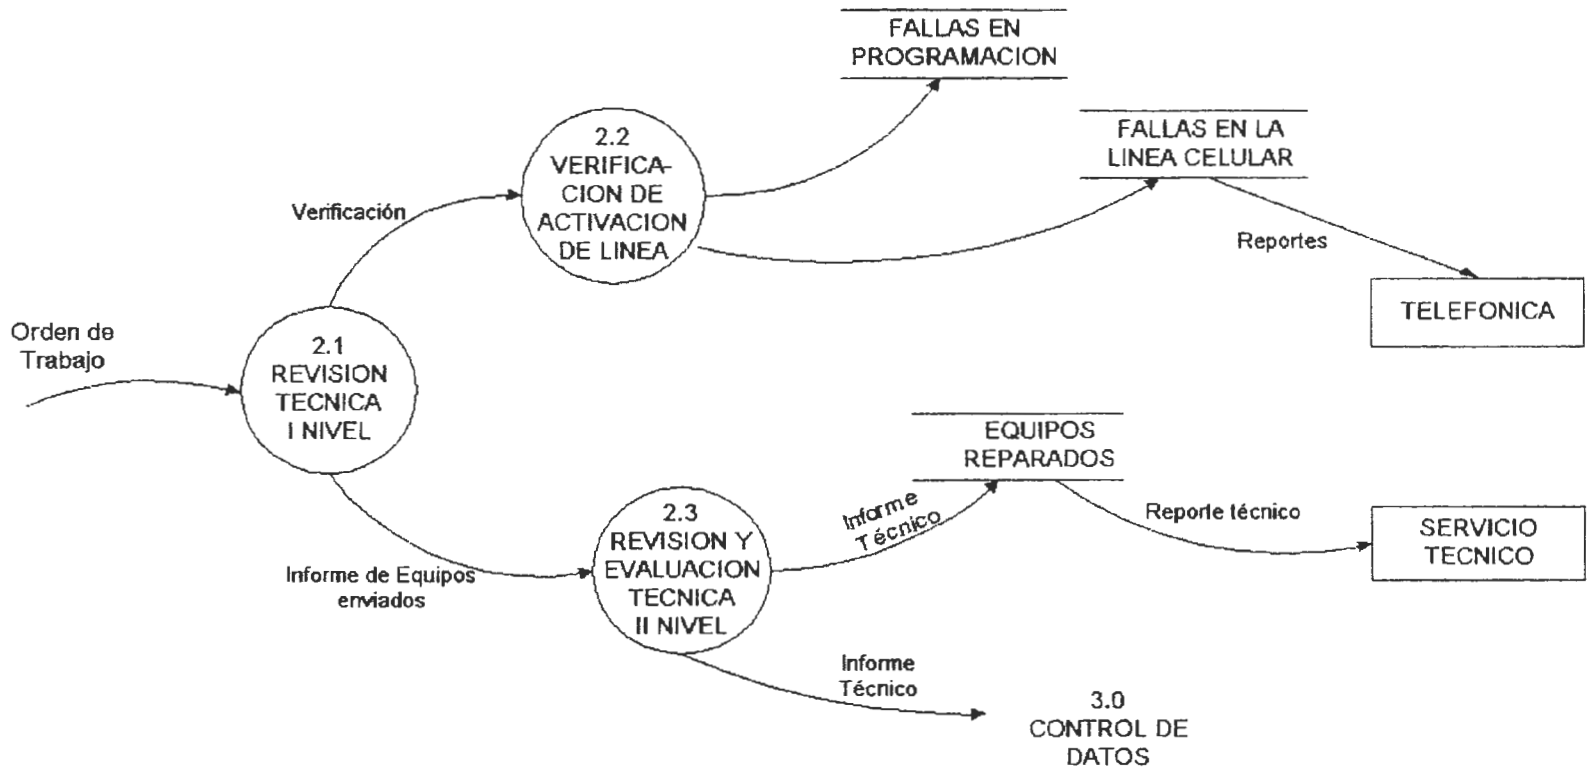 FALLAS EN
PROGRAMACION
2.2
VERIFICA-
CION DE
ACTIVACION
DE LINEA
FALLAS EN LA
LINEA CELULAR
Verificación
Reportes
TELEFONICA
Orden de
Trabajo
2.1
REVISION
TECNICA
I NIVEL
EQUIPOS
REPARADOS
Informe
Técnico
Reporte técnico
SERVICIO
TECNICO
2.3
REVISION Y
EVALUACION
TECNICA
II NIVEL
Informe de Equipos
enviados
Informe
Técnico
3.0
CONTROL DE
DATOS